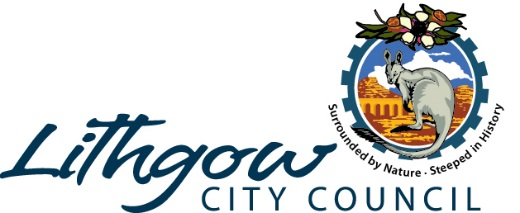 Lithgow
CITY COUNCIL
Surrounded by Nature · Steeped in History